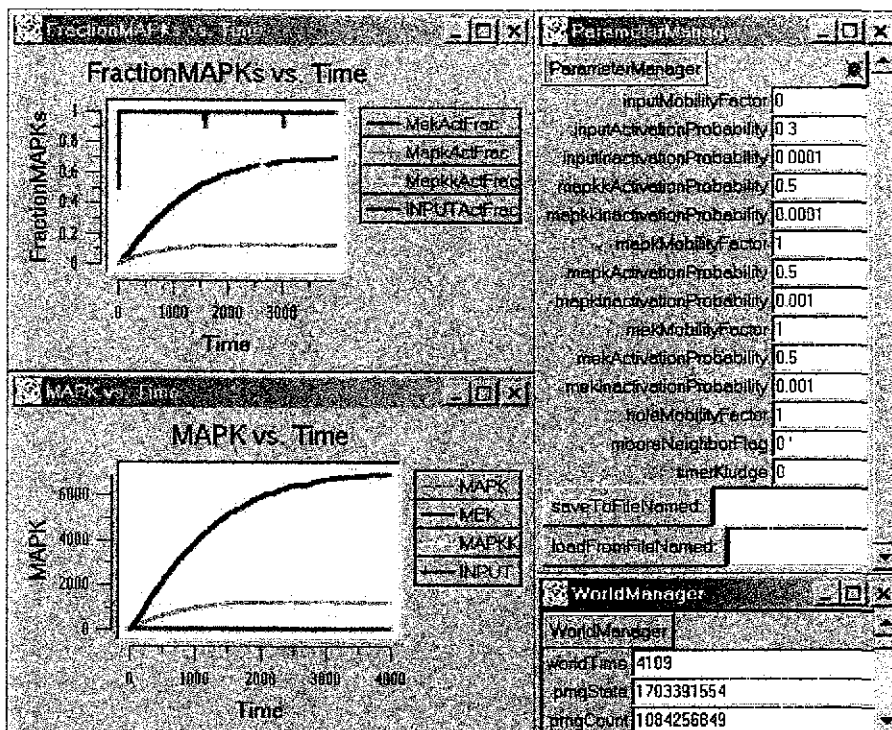 FractionMAPKs vs. Time
FractionMAPKs vs. Time
FractionMAPKs
1
0.8
0.6
0.4
0.2
0
0 1000 2000 3000
Time
MekActFrac
MapkActFrac
MapkkActFrac
INPUTActFrac
MAPK vs. Time
MAPK vs. Time
MAPK
6000
4000
2000
0
0 1000 2000 3000 4000
Time
MAPK
MEK
MAPKK
INPUT
ParameterManager
ParameterManager
inputMobilityFactor 0
inputActivationProbability 0.3
inputInactivationProbability 0.0001
mapkkActivationProbability 0.5
mapkkInactivationProbability 0.0001
mapkMobilityFactor 1
mapkActivationProbability 0.5
mapkInactivationProbability 0.001
mekMobilityFactor 1
mekActivationProbability 0.5
mekInactivationProbability 0.001
holeMobilityFactor 1
mooreNeighborFlag 0
timerKludge 0
saveToFileNamed:
loadFromFileNamed:
WorldManager
WorldManager
worldTime 4109
pmgState 1703391554
pmgCount 1084256849